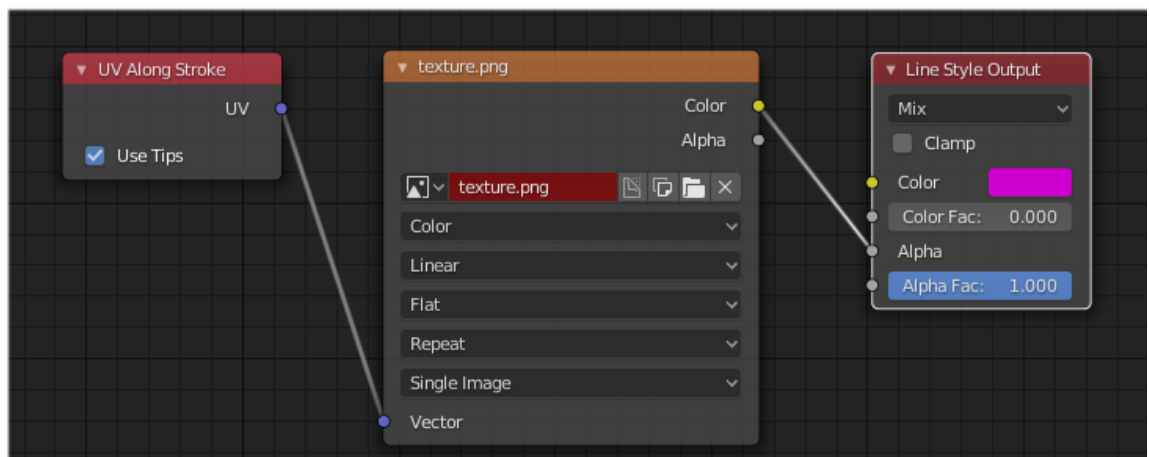 UV Along Stroke
UV
Use Tips
texture.png
Color
Alpha
texture.png
Color
Linear
Flat
Repeat
Single Image
Vector
Line Style Output
Mix
Clamp
Color
Color Fac: 0.000
Alpha
Alpha Fac: 1.000